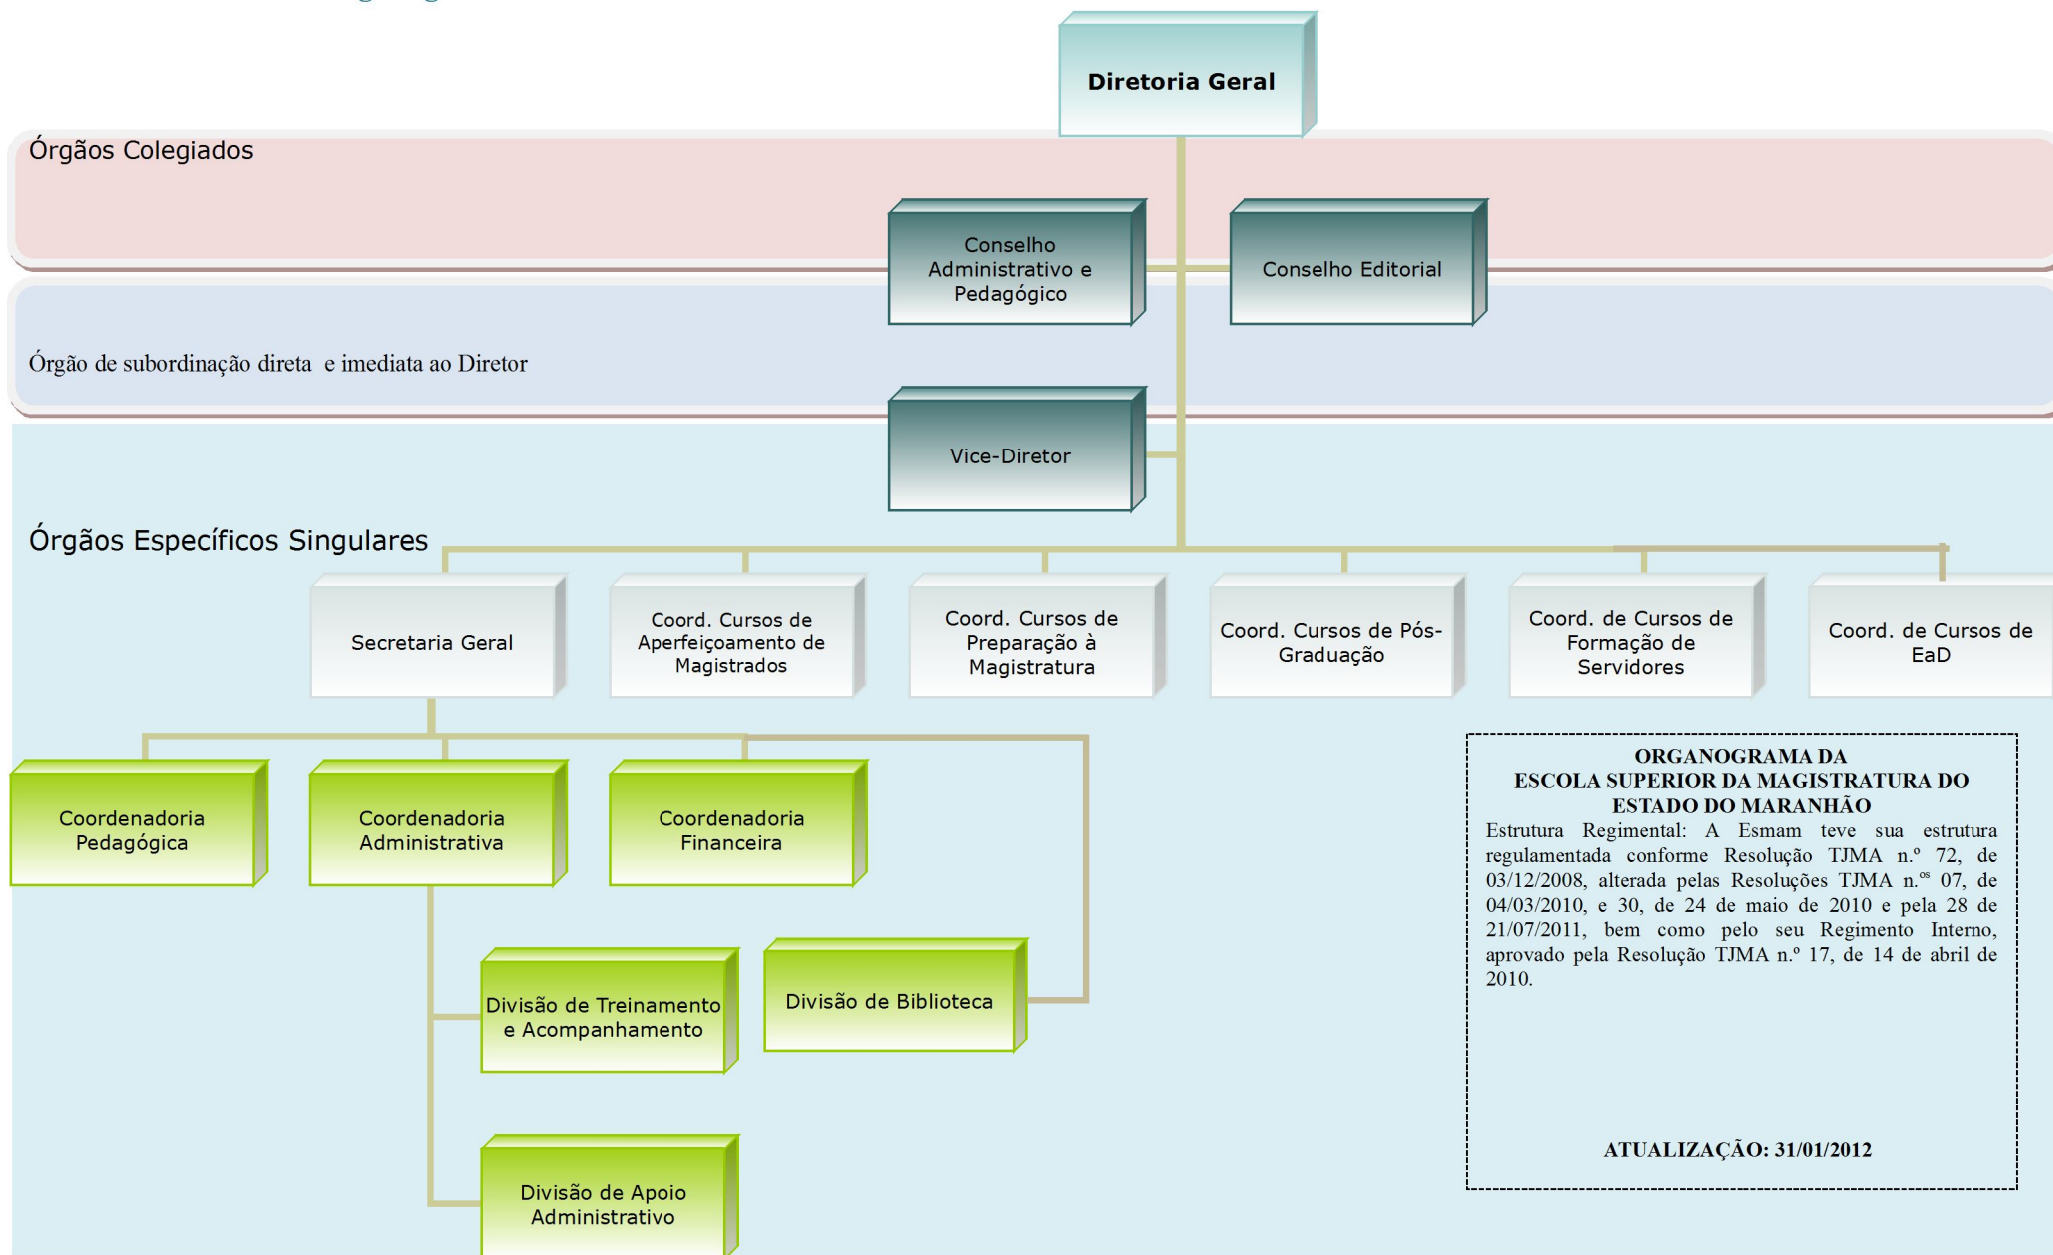 Diretoria Geral
Órgãos Colegiados
Conselho
Administrativo e
Pedagógico
Conselho Editorial
Órgão de subordinação direta e imediata ao Diretor
Vice-Diretor
Órgãos Específicos Singulares
Secretaria Geral
Coord. Cursos de
Aperfeiçoamento de
Magistrados
Coord. Cursos de
Preparação à
Magistratura
Coord. Cursos de Pós-
Graduação
Coord. de Cursos de
Formação de
Servidores
Coord. de Cursos de
EaD
Coordenadoria
Pedagógica
Coordenadoria
Administrativa
Coordenadoria
Financeira
Divisão de Treinamento
e Acompanhamento
Divisão de Biblioteca
Divisão de Apoio
Administrativo
ORGANOGRAMA DA
ESCOLA SUPERIOR DA MAGISTRATURA DO
ESTADO DO MARANHÃO
Estrutura Regimental: A Esmam teve sua estrutura
regulamentada conforme Resolução TJMA n.º 72, de
03/12/2008, alterada pelas Resoluções TJMA n.ºs 07, de
04/03/2010, e 30, de 24 de maio de 2010 e pela 28 de
21/07/2011, bem como pelo seu Regimento Interno,
aprovado pela Resolução TJMA n.º 17, de 14 de abril de
2010.
ATUALIZAÇÃO: 31/01/2012